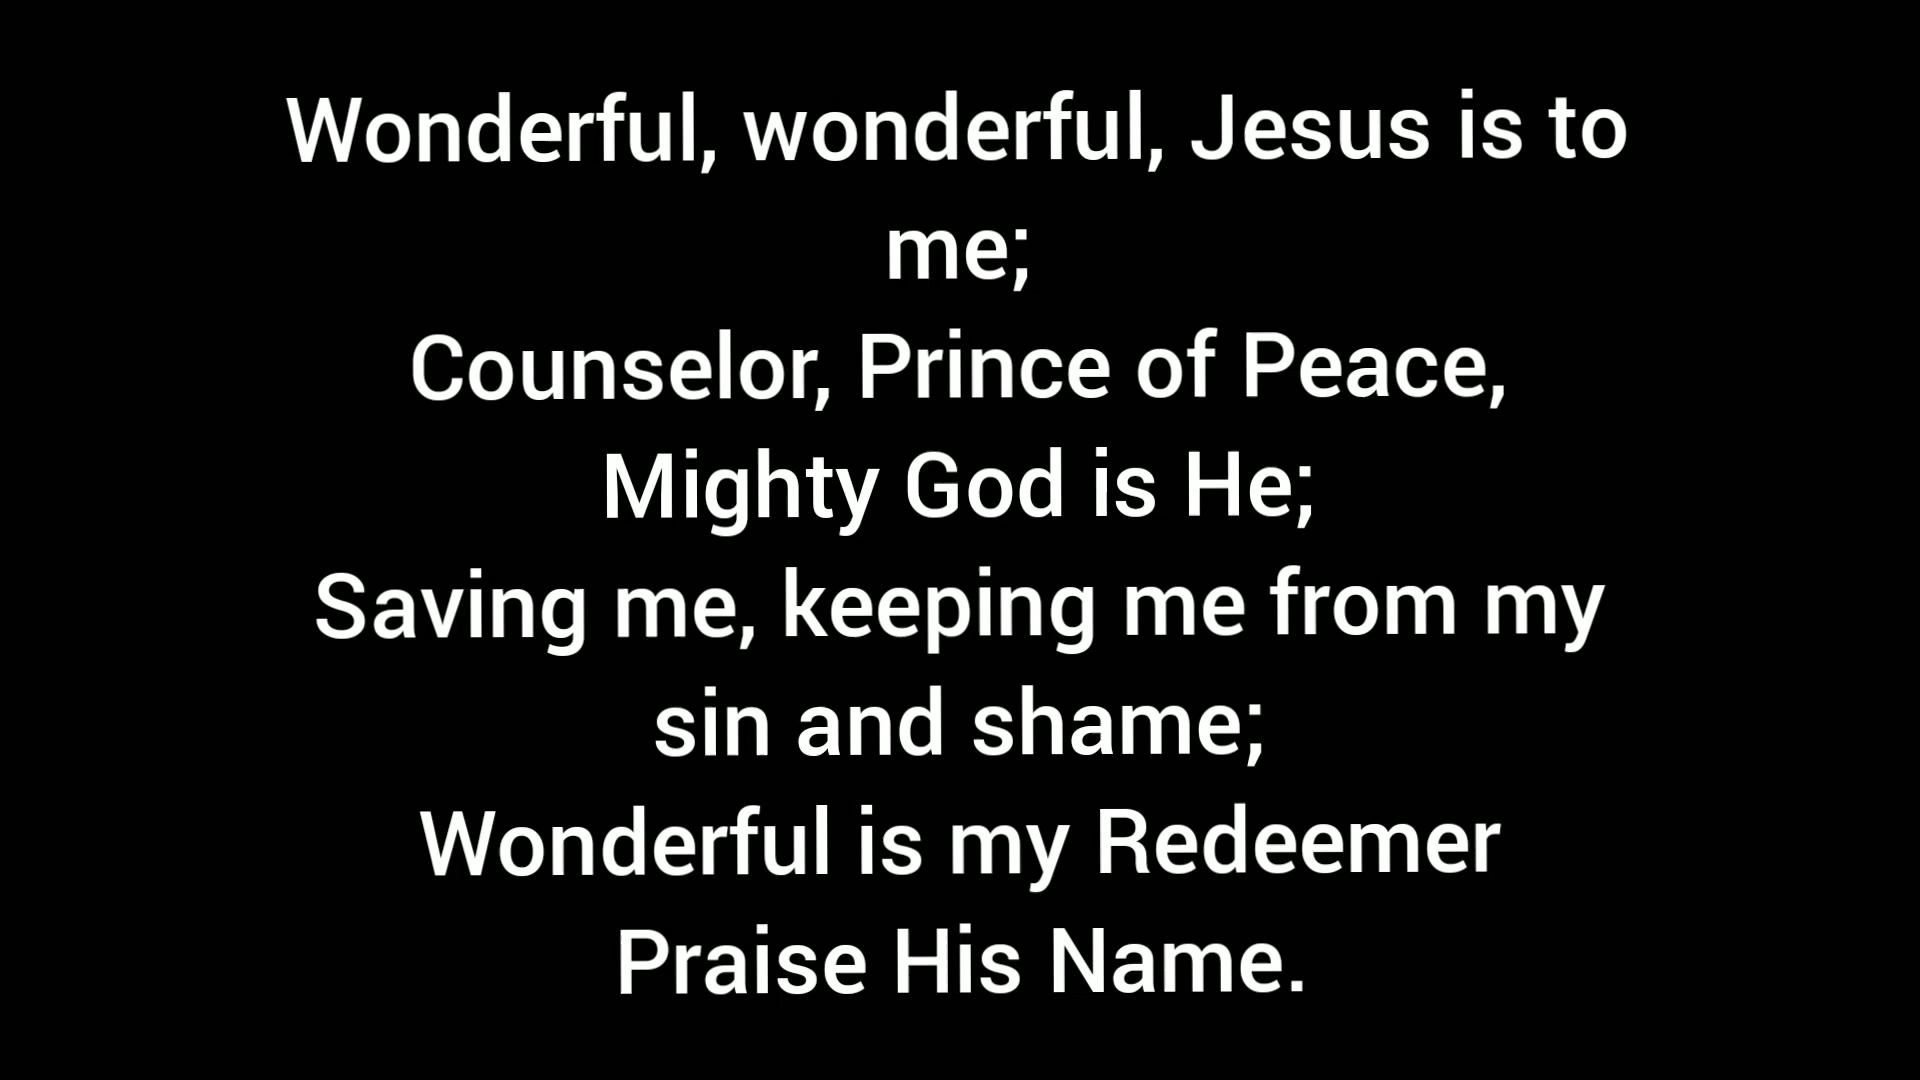 Wonderful, wonderful, Jesus is to
me;
Counselor, Prince of Peace,
Mighty God is He;
Saving me, keeping me from my
sin and shame;
Wonderful is my Redeemer
Praise His Name.